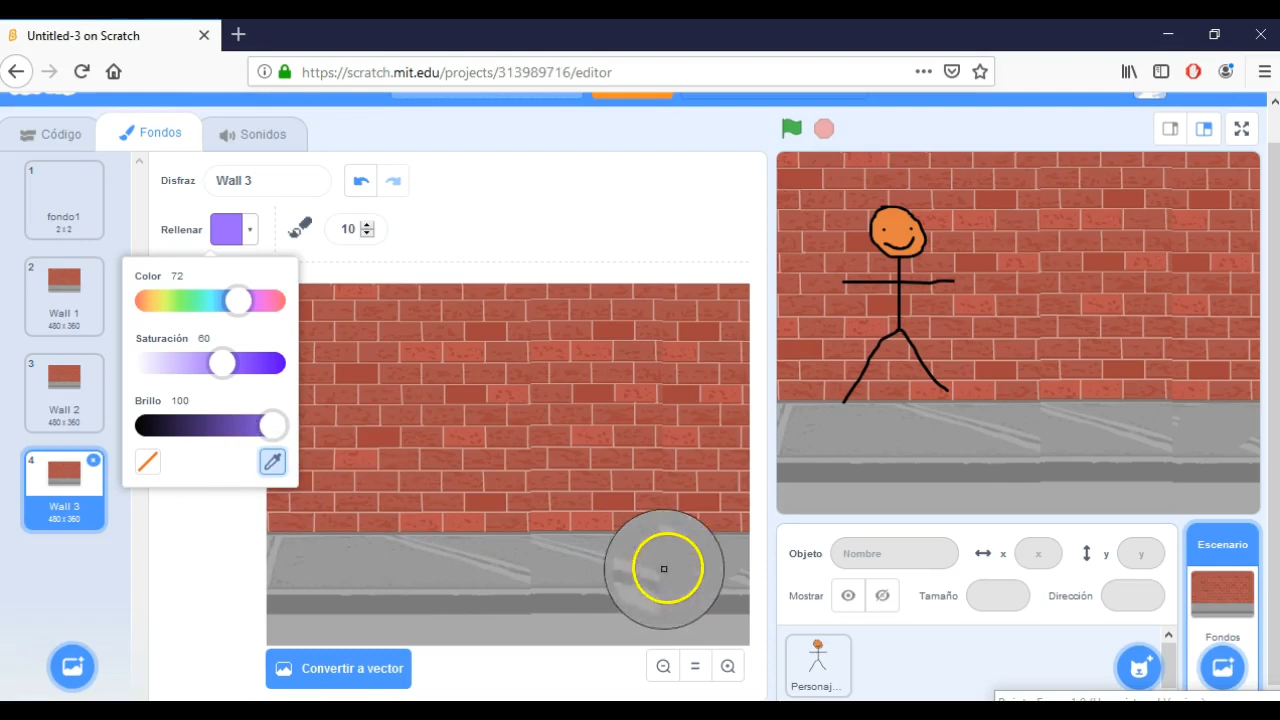 Untitled-3 on Scratch
https://scratch.mit.edu/projects/313989716/editor
Código
Fondos
Sonidos
1
fondo1
2 x 2
2
Wall 1
480 x 360
3
Wall 2
480 x 360
4
Wall 3
480 x 360
Disfraz
Wall 3
Rellenar
10
Color 72
Saturación 60
Brillo 100
Convertir a vector
Objeto
Nombre
x
x
y
y
Mostrar
Tamaño
Dirección
Personaj...
Escenario
Fondos